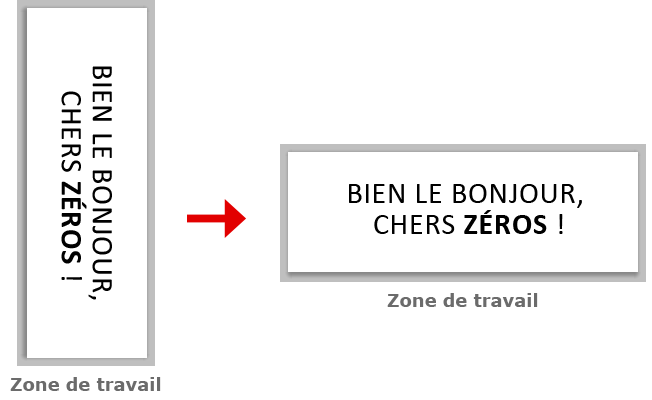 BIEN LE BONJOUR,
CHERS ZÉROS !
Zone de travail
BIEN LE BONJOUR,
CHERS ZÉROS !
Zone de travail